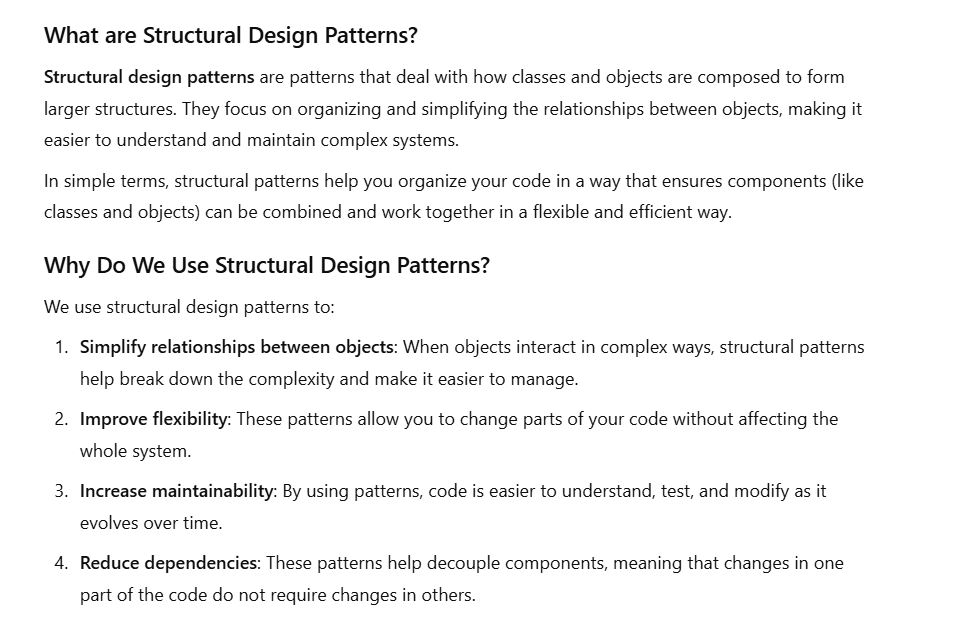 What are Structural Design Patterns?
Structural design patterns are patterns that deal with how classes and objects are composed to form
larger structures. They focus on organizing and simplifying the relationships between objects, making it
easier to understand and maintain complex systems.
In simple terms, structural patterns help you organize your code in a way that ensures components (like
classes and objects) can be combined and work together in a flexible and efficient way.
Why Do We Use Structural Design Patterns?
We use structural design patterns to:
1. Simplify relationships between objects: When objects interact in complex ways, structural patterns
help break down the complexity and make it easier to manage.
2. Improve flexibility: These patterns allow you to change parts of your code without affecting the
whole system.
3. Increase maintainability: By using patterns, code is easier to understand, test, and modify as it
evolves over time.
4. Reduce dependencies: These patterns help decouple components, meaning that changes in one
part of the code do not require changes in others.